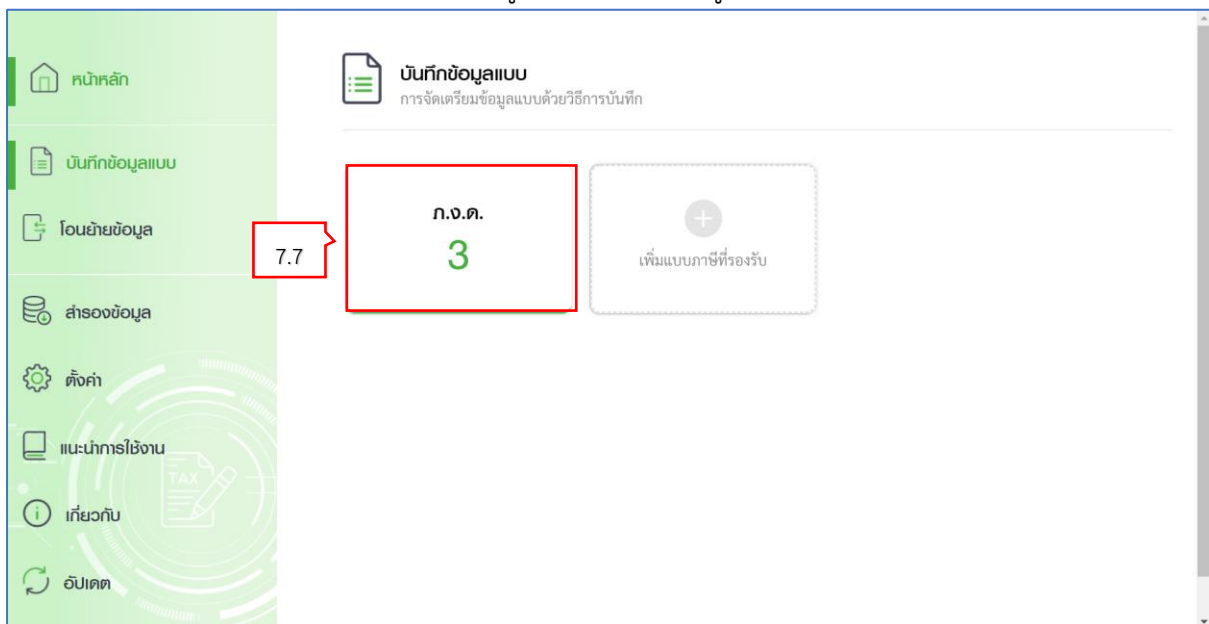 หน้าหลัก
บันทึกข้อมูลแบบ
โอนย้ายข้อมูล
สำรองข้อมูล
ตั้งค่า
แนะนำการใช้งาน
TAX
เกี่ยวกับ
อัปเดต
บันทึกข้อมูลแบบ
การจัดเตรียมข้อมูลแบบด้วยวิธีการบันทึก
7.7
ภ.ง.ด.
3
เพิ่มแบบภาษีที่รองรับ